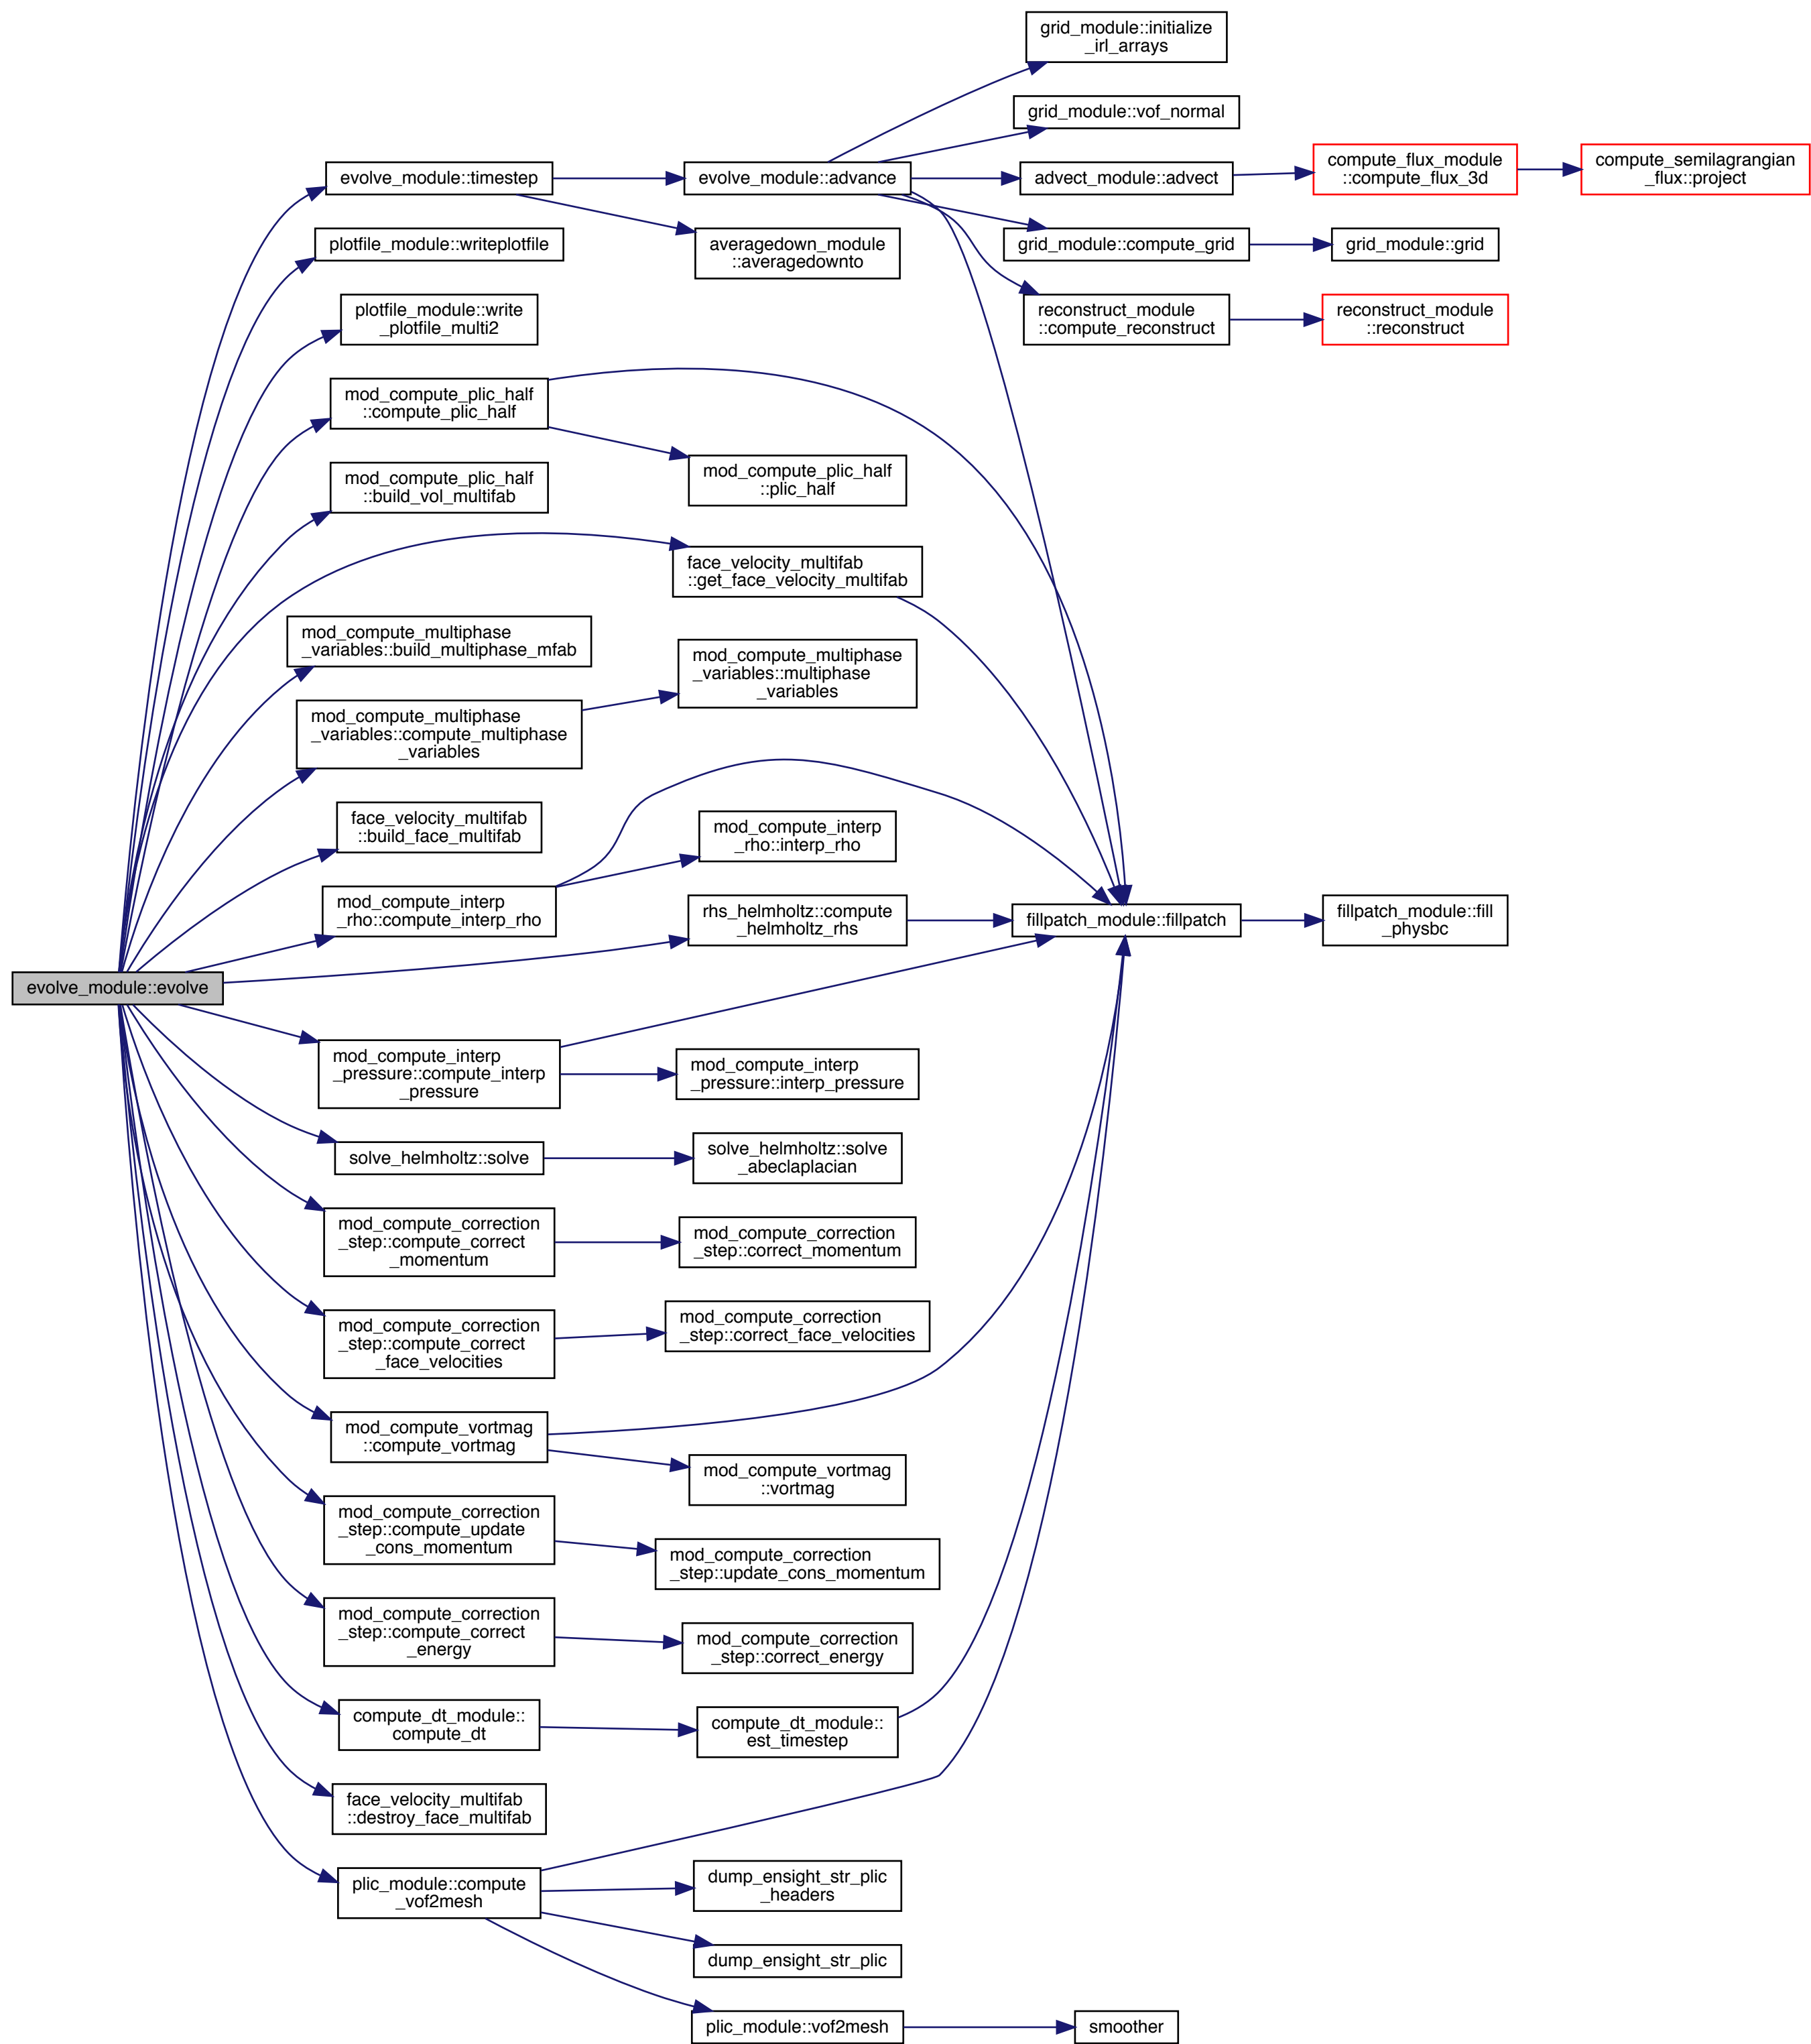 grid_module::initialize
_irl_arrays
grid_module::vof_normal
evolve_module::timestep
evolve_module::advance
advect_module::advect
compute_flux_module
::compute_flux_3d
compute_semilagrangian
_flux::project
plotfile_module::writeplotfile
averagedown_module
::averagedownto
grid_module::compute_grid
grid_module::grid
plotfile_module::write
_plotfile_multi2
reconstruct_module
::compute_reconstruct
reconstruct_module
::reconstruct
mod_compute_plic_half
::compute_plic_half
mod_compute_plic_half
::plic_half
mod_compute_plic_half
::build_vol_multifab
face_velocity_multifab
::get_face_velocity_multifab
mod_compute_multiphase
_variables::build_multiphase_mfab
mod_compute_multiphase
_variables::multiphase
_variables
mod_compute_multiphase
_variables::compute_multiphase
_variables
face_velocity_multifab
::build_face_multifab
mod_compute_interp
_rho::interp_rho
mod_compute_interp
_rho::compute_interp_rho
rhs_helmholtz::compute
_helmholtz_rhs
fillpatch_module::fillpatch
fillpatch_module::fill
_physbc
evolve_module::evolve
mod_compute_interp
_pressure::compute_interp
_pressure
mod_compute_interp
_pressure::interp_pressure
solve_helmholtz::solve
solve_helmholtz::solve
_abeclaplacian
mod_compute_correction
_step::compute_correct
_momentum
mod_compute_correction
_step::correct_momentum
mod_compute_correction
_step::compute_correct
_face_velocities
mod_compute_correction
_step::correct_face_velocities
mod_compute_vortmag
::compute_vortmag
mod_compute_vortmag
::vortmag
mod_compute_correction
_step::compute_update
_cons_momentum
mod_compute_correction
_step::update_cons_momentum
mod_compute_correction
_step::compute_correct
_energy
mod_compute_correction
_step::correct_energy
compute_dt_module::
compute_dt
compute_dt_module::
est_timestep
face_velocity_multifab
::destroy_face_multifab
plic_module::compute
_vof2mesh
dump_ensight_str_plic
_headers
dump_ensight_str_plic
plic_module::vof2mesh
smoother